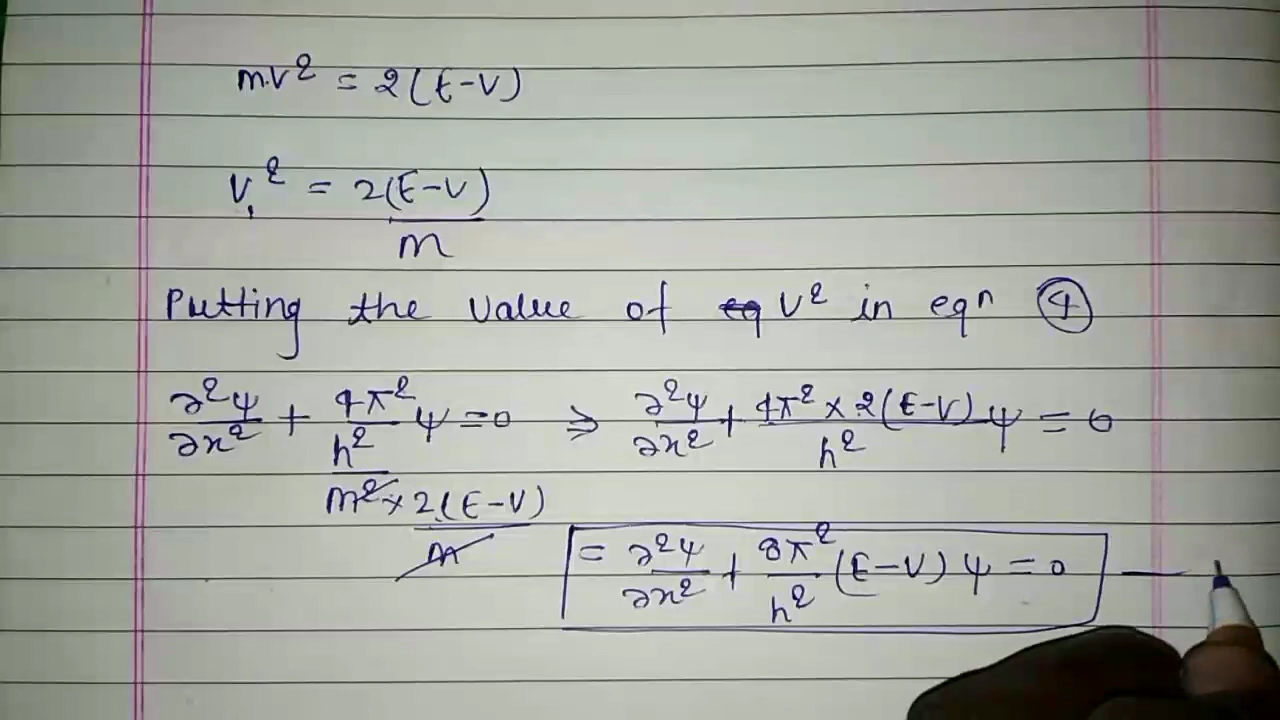 mv² = 2(E-V)
V₁² = 2(E-V)/m
Putting the value of eq V² in eqⁿ ④
∂²ψ/∂x² + 4π²/(h²/(m² × 2(E-V)/m)) ψ = 0 ⇒ ∂²ψ/∂x² + 4π² × 2(E-V)/h² ψ = 0
= ∂²ψ/∂x² + 8π²/h² (E-V) ψ = 0 —